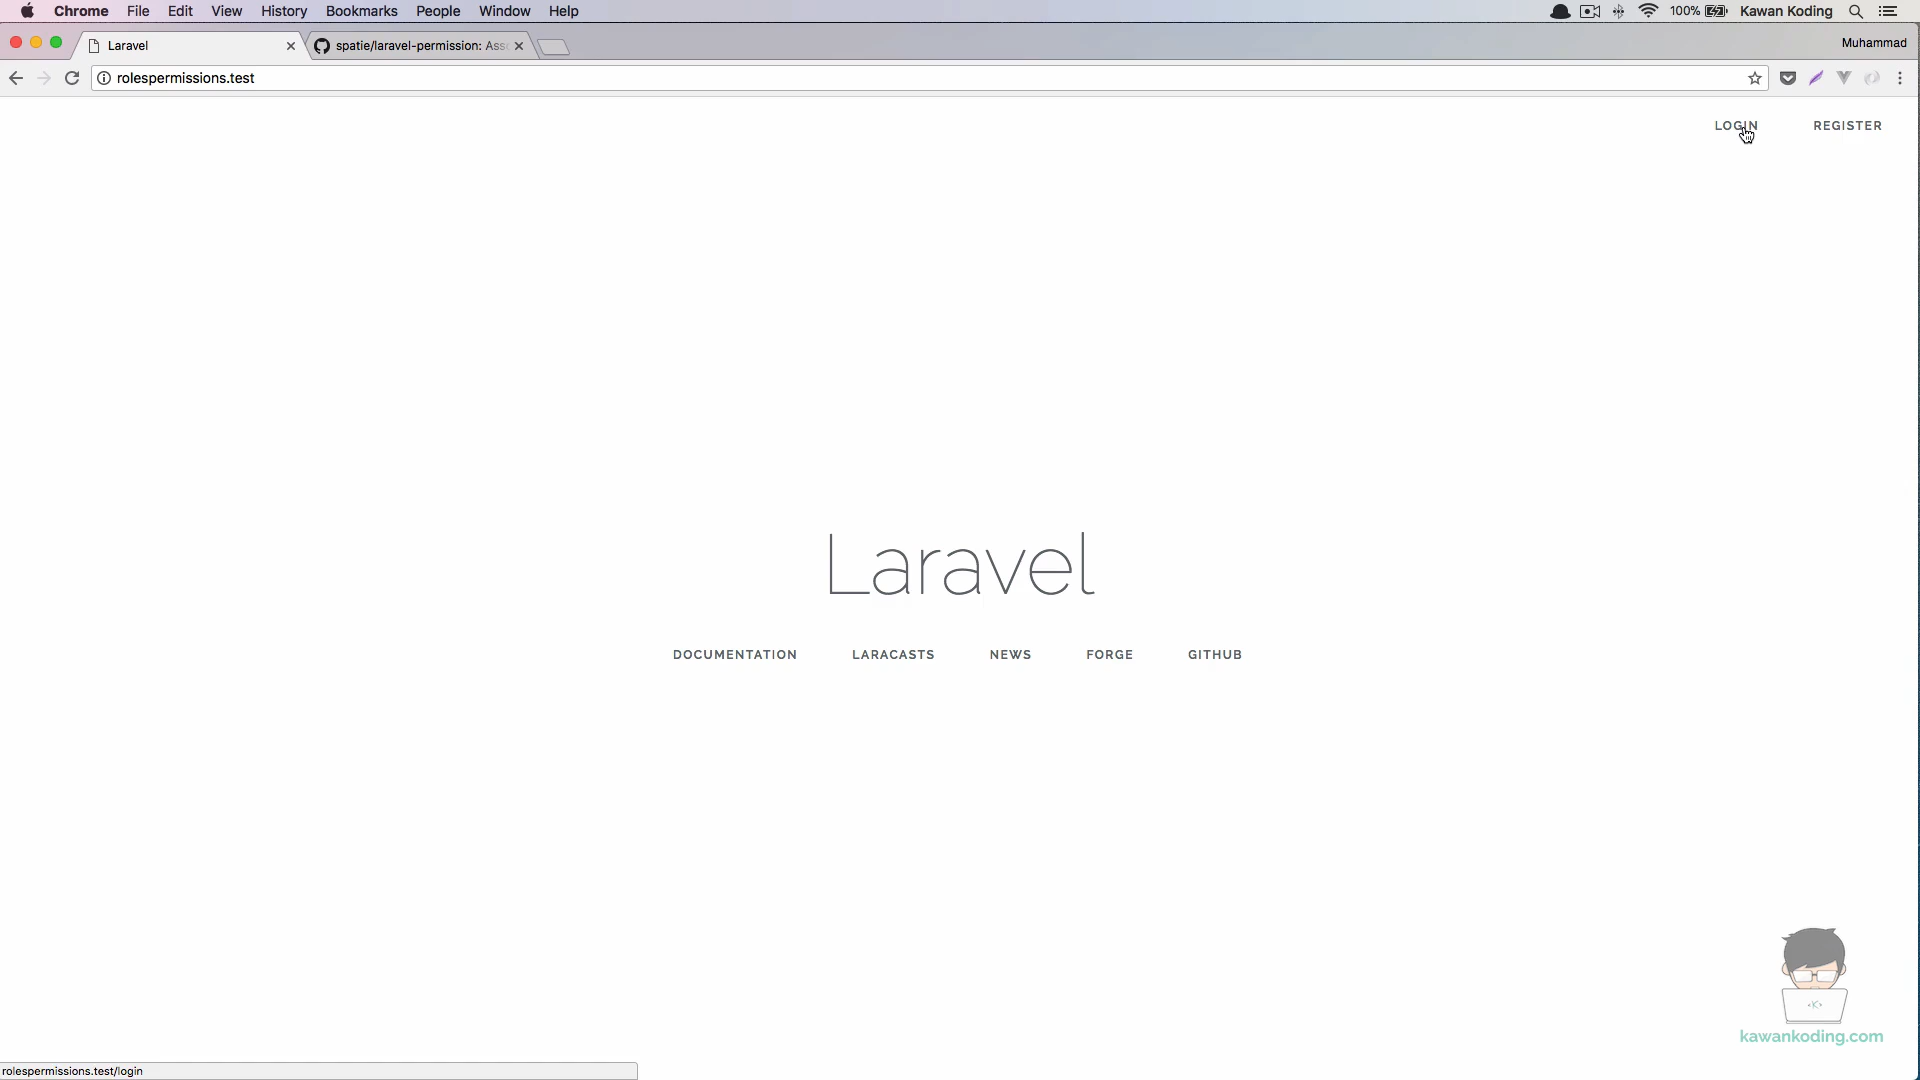 Chrome File Edit View History Bookmarks People Window Help 100% Kawan Koding
Laravel spatie/laravel-permission: Ass Muhammad
rolespermissions.test
LOGIN REGISTER
Laravel
DOCUMENTATION LARACASTS NEWS FORGE GITHUB
<K>
kawankoding.com
rolespermissions.test/login